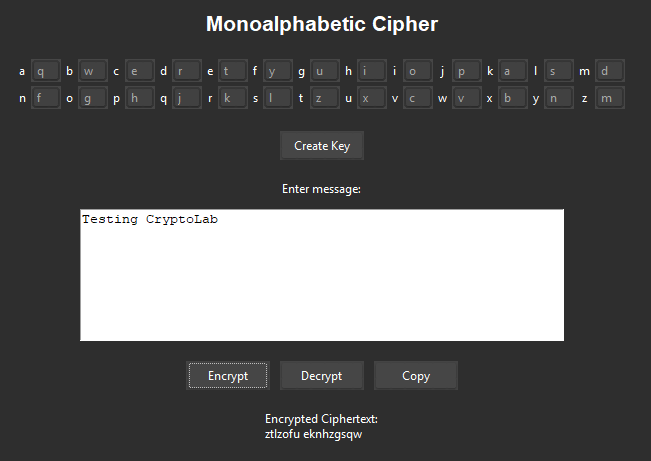 Monoalphabetic Cipher
a q b w c e d r e t f y g u h i i o j p k a l s m d
n f o g p h q j r k s l t z u x v c w v x b y n z m
Create Key
Enter message:
Testing CryptoLab
Encrypt Decrypt Copy
Encrypted Ciphertext:
ztlzofu eknhzgsqw